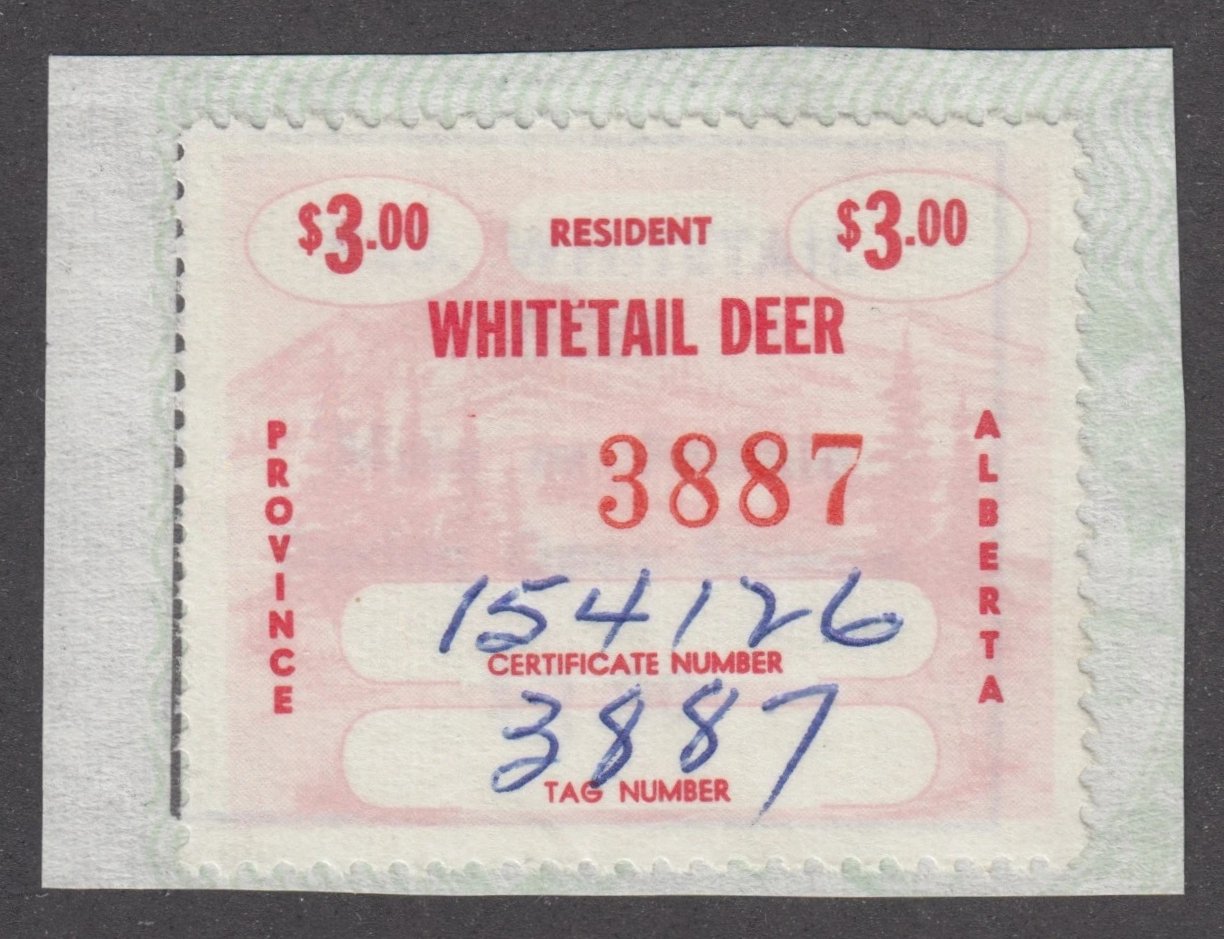 $3.00 RESIDENT $3.00
WHITETAIL DEER
PROVINCE
ALBERTA
3887
154126
CERTIFICATE NUMBER
3887
TAG NUMBER